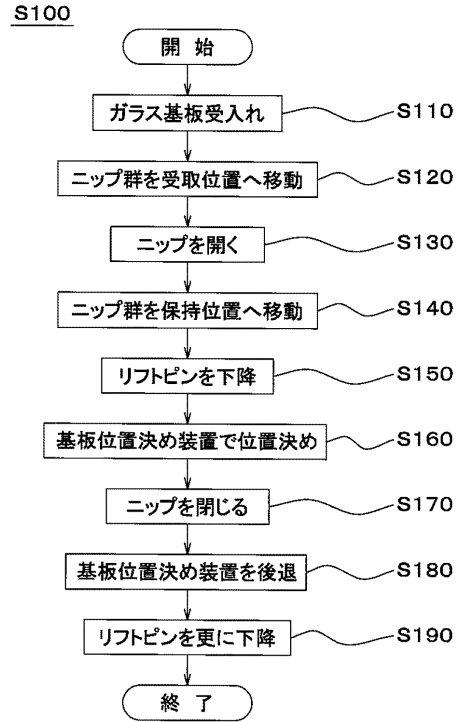 S100
開 始
ガラス基板受入れ S110
ニップ群を受取位置へ移動 S120
ニップを開く S130
ニップ群を保持位置へ移動 S140
リフトピンを下降 S150
基板位置決め装置で位置決め S160
ニップを閉じる S170
基板位置決め装置を後退 S180
リフトピンを更に下降 S190
終 了